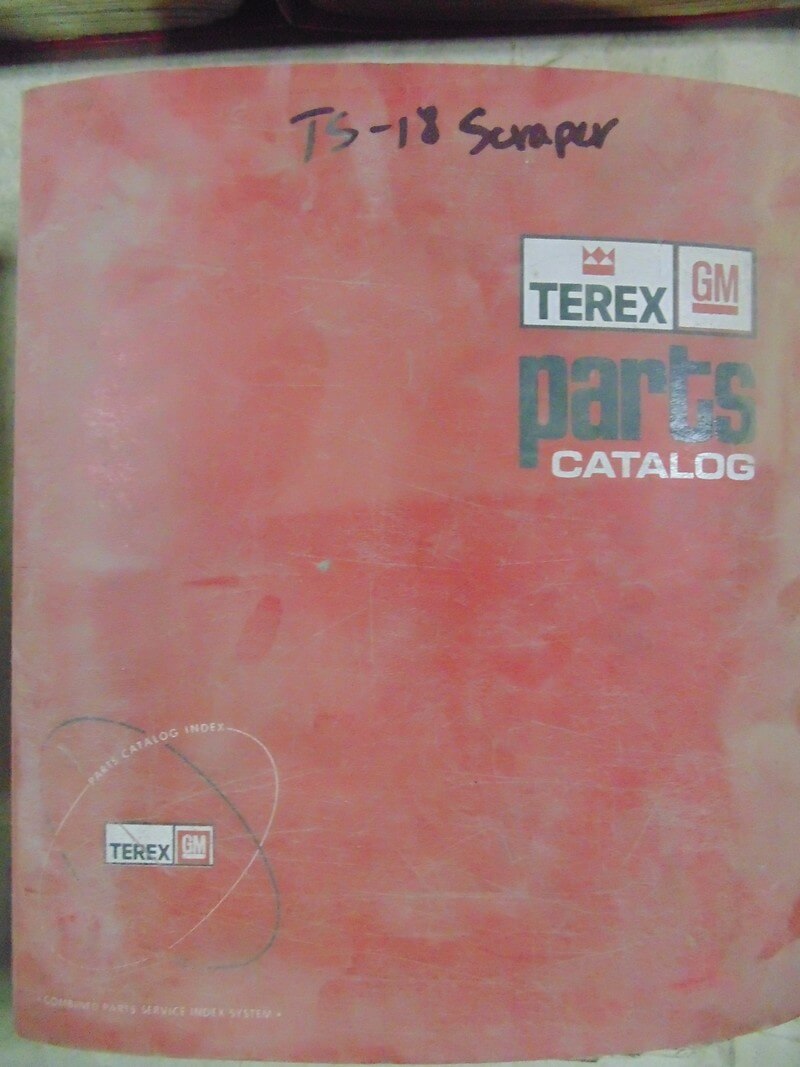 TS-18 Scraper
TEREX GM
parts
CATALOG
PARTS CATALOG INDEX
TEREX GM
COMBINED PARTS SERVICE INDEX SYSTEM